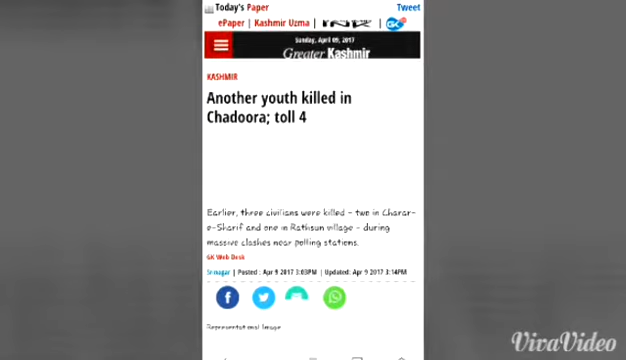 Today's Paper Tweet
ePaper | Kashmir Uzma |
GK
Sunday, April 09, 2017
Greater Kashmir
KASHMIR
Another youth killed in
Chadoora; toll 4
Earlier, three civilians were killed – two in Charar-
e-Sharif and one in Rathsun village – during
massive clashes near polling stations.
GK Web Desk
Srinagar | Posted : Apr 9 2017 3:03PM | Updated: Apr 9 2017 3:14PM
Representational Image
VivaVideo